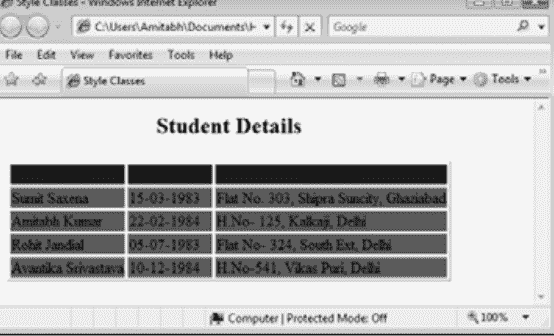 Style Classes - Windows Internet Explorer
C:\Users\Amitabh\Documents\H
Google
File Edit View Favorites Tools Help
Style Classes
Page Tools
Student Details
Sumit Saxena 15-03-1983 Flat No. 303, Shipra Suncity, Ghaziabad
Amitabh Kumar 22-02-1984 H.No- 125, Kalkaji, Delhi
Rohit Jandial 05-07-1983 Flat No- 324, South Ext, Delhi
Avantika Srivastava 10-12-1984 H.No-541, Vikas Puri, Delhi
Computer | Protected Mode: Off 100%